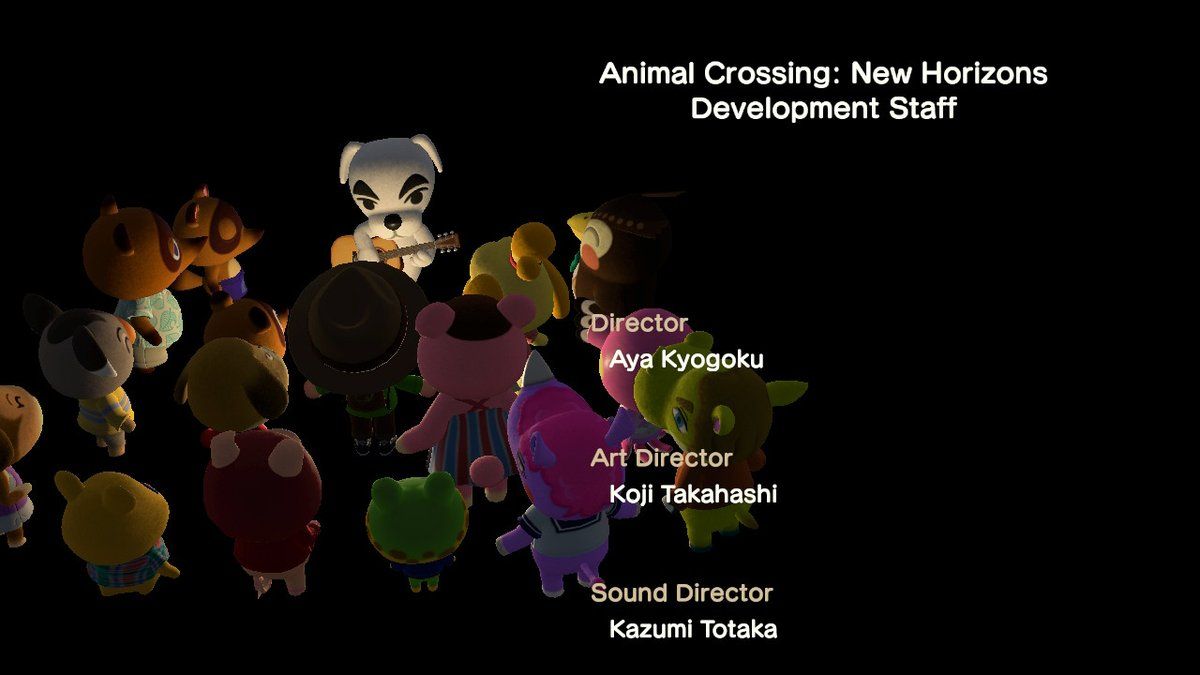 Animal Crossing: New Horizons
Development Staff
Director
Aya Kyogoku
Art Director
Koji Takahashi
Sound Director
Kazumi Totaka